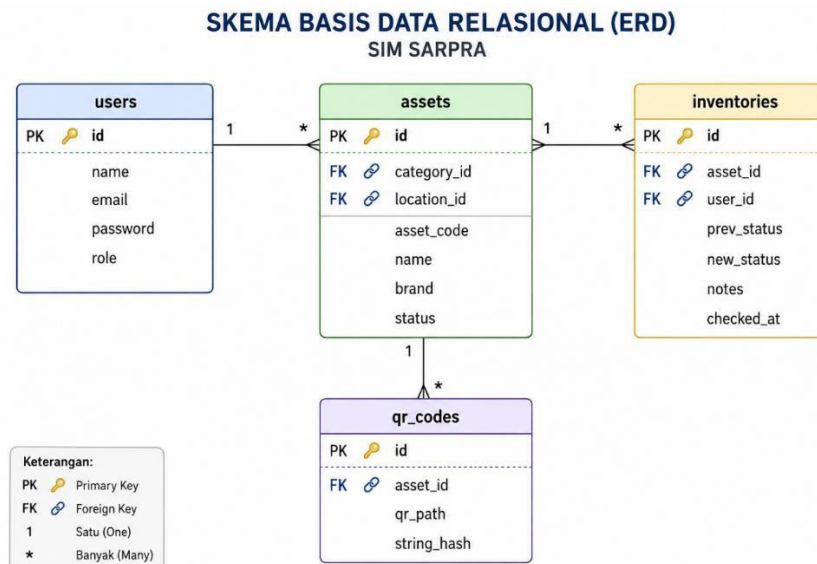 SKEMA BASIS DATA RELASIONAL (ERD)
SIM SARPRA
users
PK id
name
email
password
role
1 *
assets
PK id
FK category_id
FK location_id
asset_code
name
brand
status
1 *
inventories
PK id
FK asset_id
FK user_id
prev_status
new_status
notes
checked_at
1
*
qr_codes
PK id
FK asset_id
qr_path
string_hash
Keterangan:
PK Primary Key
FK Foreign Key
1 Satu (One)
* Banyak (Many)